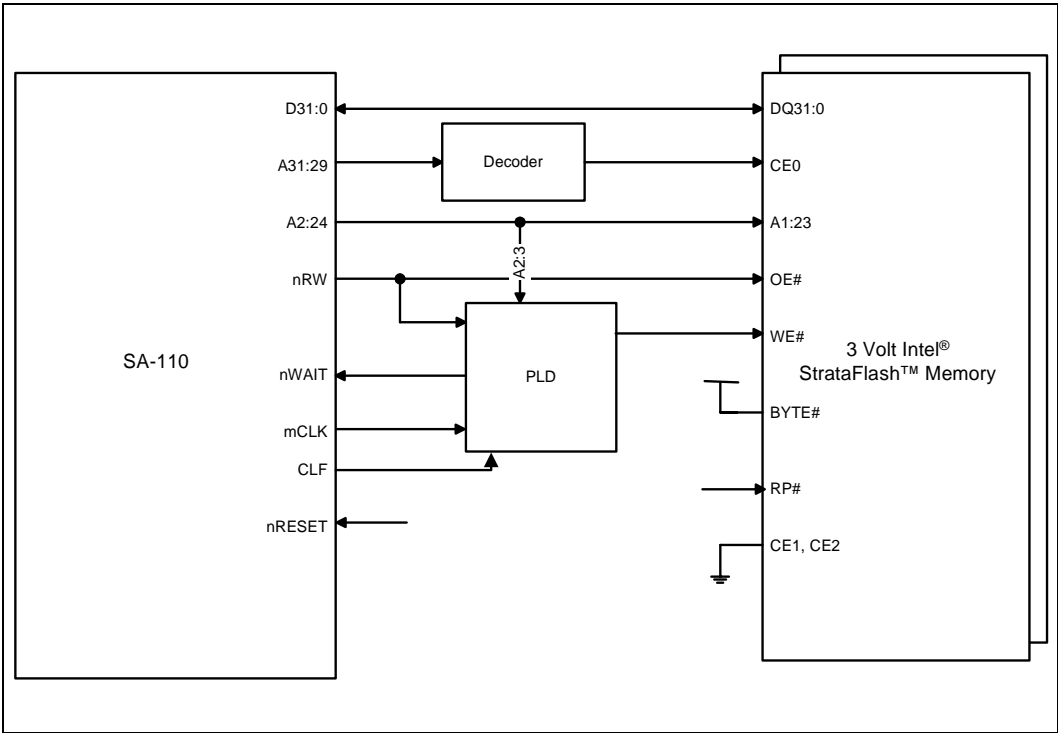 D31:0
DQ31:0
Decoder
A31:29
CE0
A2:24
A1:23
A2:3
nRW
OE#
WE#
SA-110
3 Volt Intel®
StrataFlash™ Memory
nWAIT
PLD
BYTE#
mCLK
CLF
RP#
nRESET
CE1, CE2